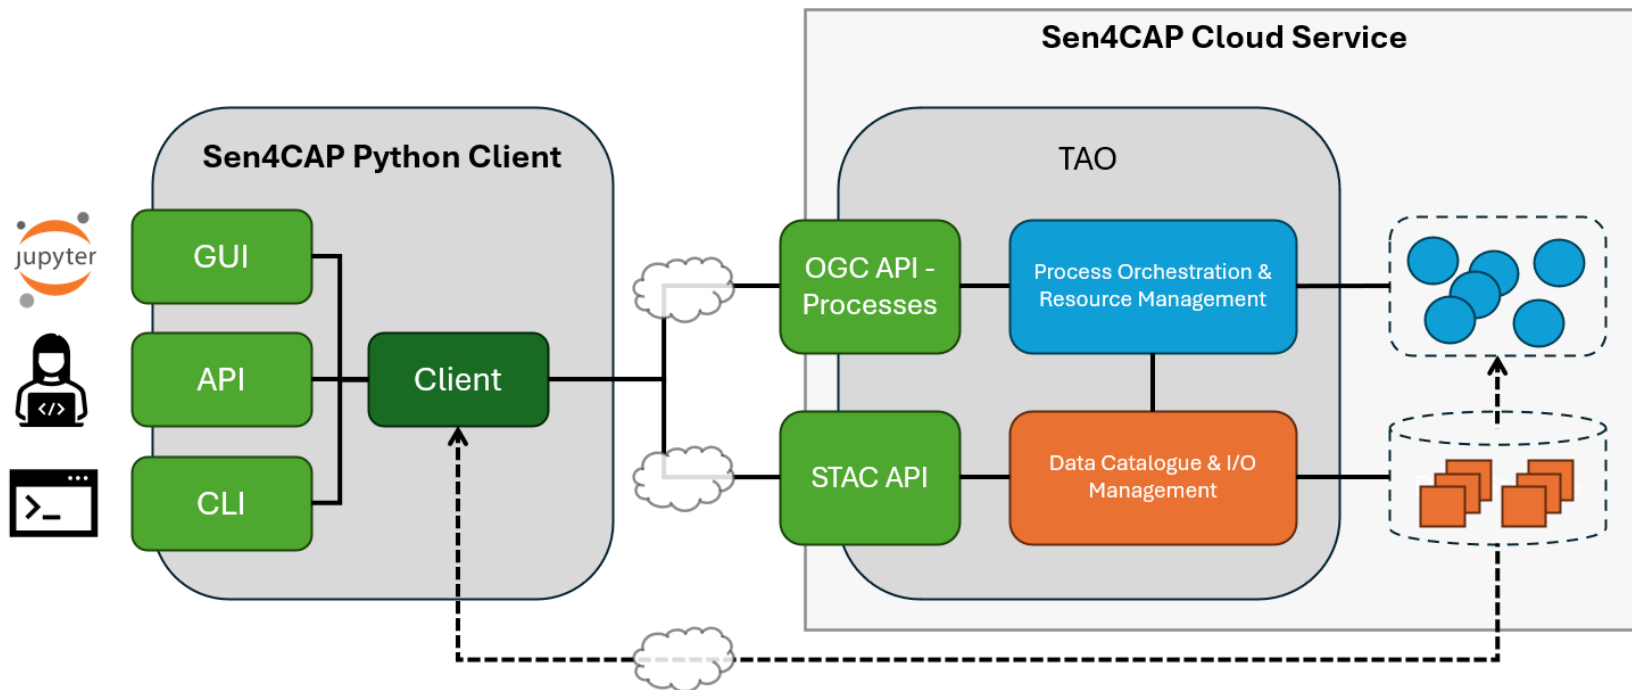 Sen4CAP Cloud Service
Sen4CAP Python Client
TAO
jupyter
GUI
API
</>
CLI
>_
Client
OGC API -
Processes
Process Orchestration &
Resource Management
STAC API
Data Catalogue & I/O
Management